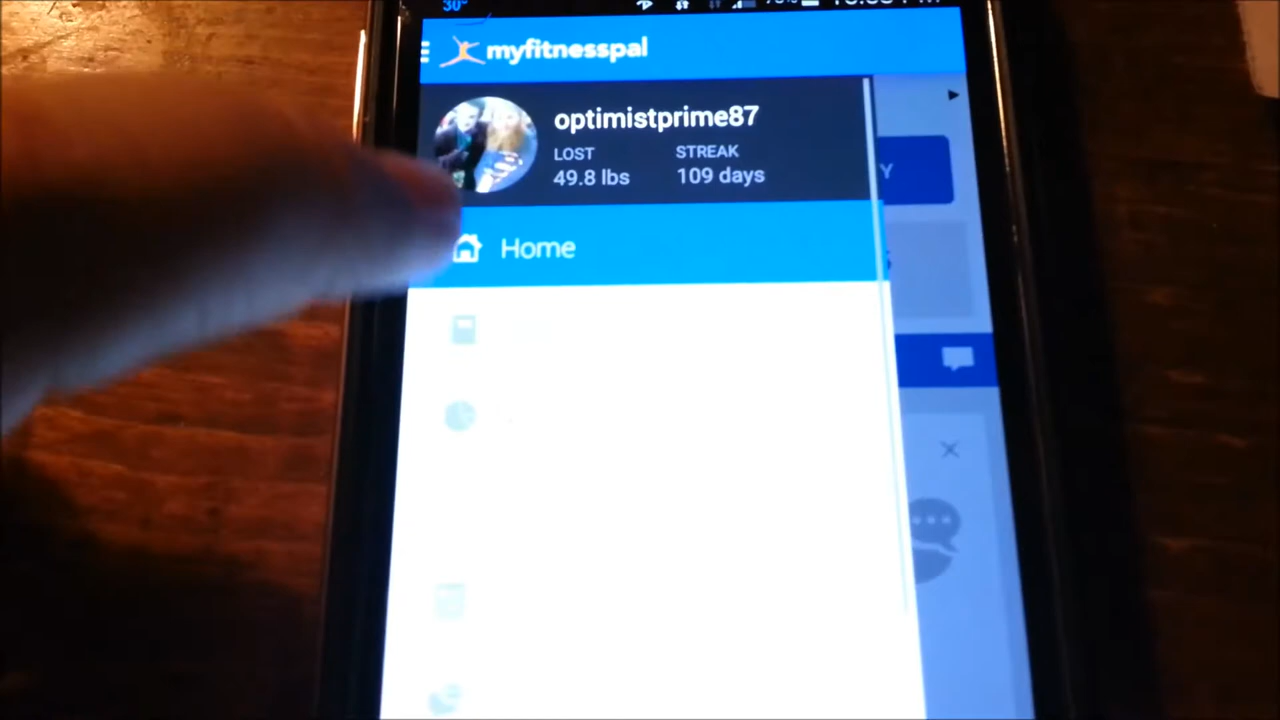 30°
myfitnesspal
optimistprime87
LOST STREAK
49.8 lbs 109 days
Y
Home